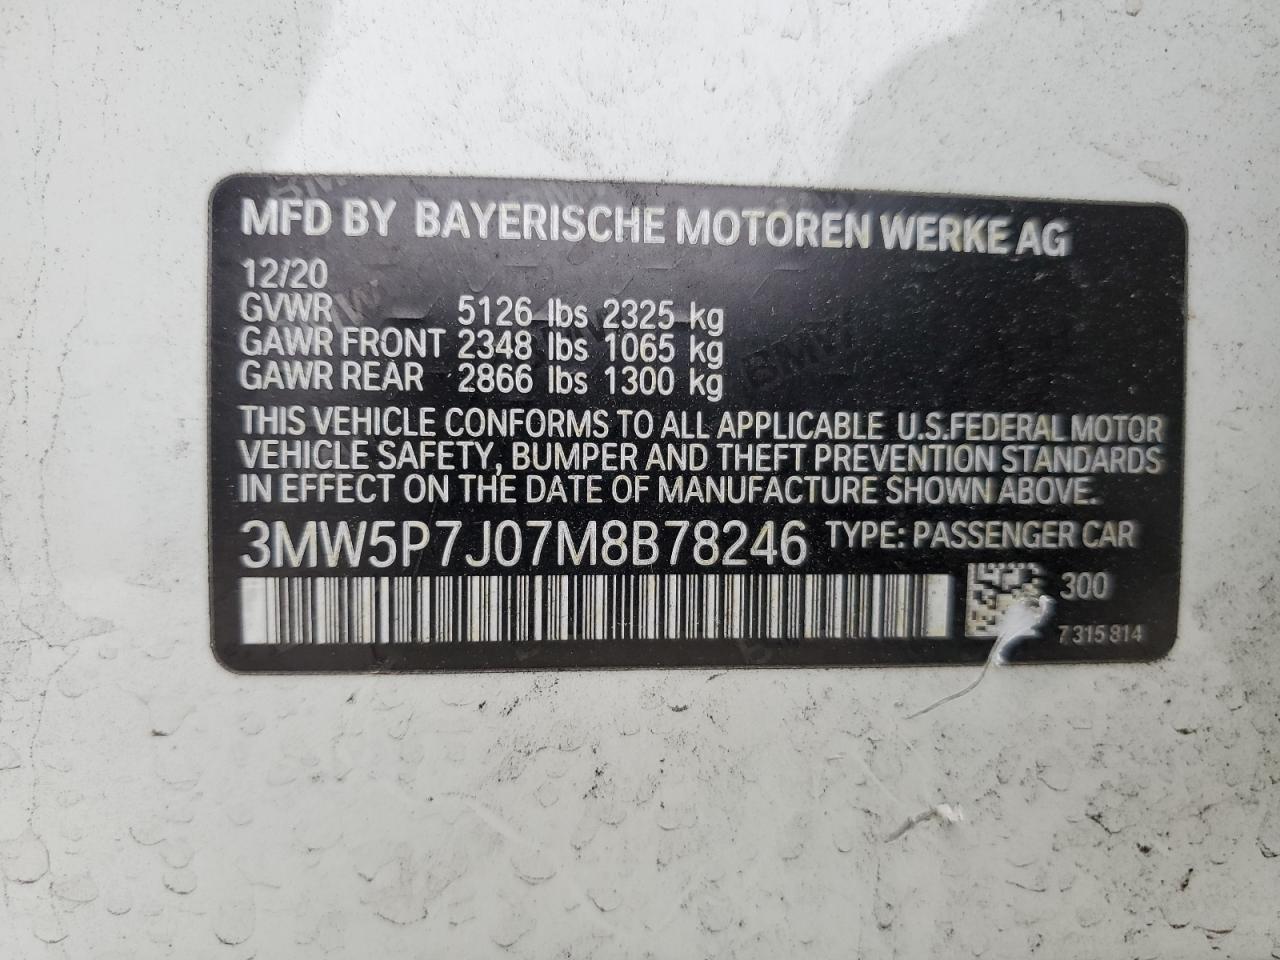 MFD BY BAYERISCHE MOTOREN WERKE AG
12/20
GVWR 5126 lbs 2325 kg
GAWR FRONT 2348 lbs 1065 kg
GAWR REAR 2866 lbs 1300 kg
THIS VEHICLE CONFORMS TO ALL APPLICABLE U.S.FEDERAL MOTOR
VEHICLE SAFETY, BUMPER AND THEFT PREVENTION STANDARDS
IN EFFECT ON THE DATE OF MANUFACTURE SHOWN ABOVE.
3MW5P7J07M8B78246 TYPE: PASSENGER CAR
300
7 315 814